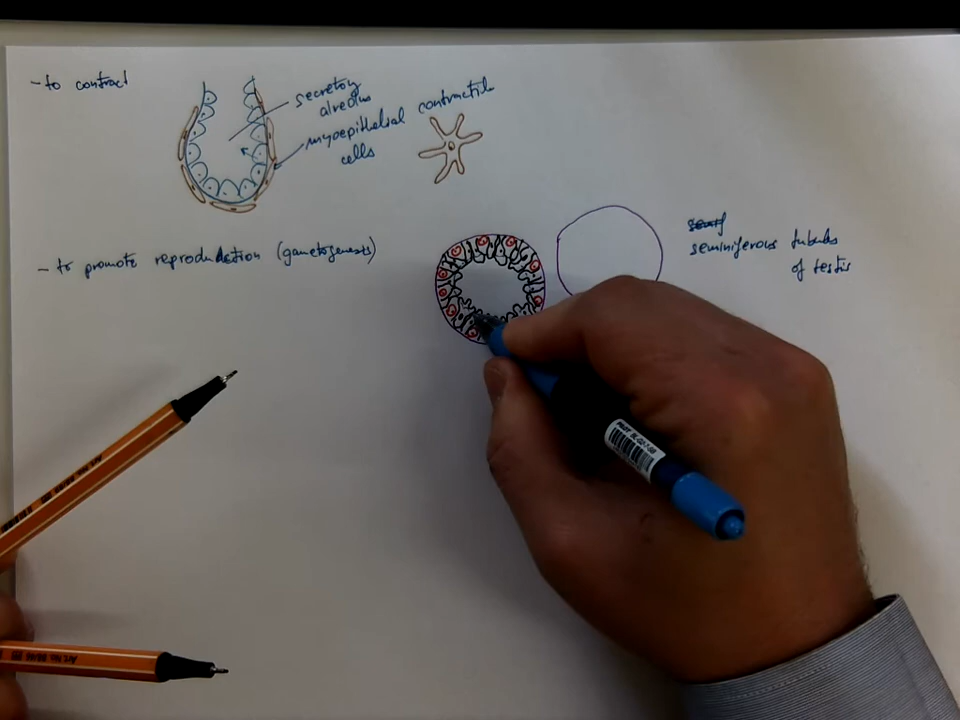 - to contract
secretory
alveolus
myoepithelial
cells
contractile
- to promote reproduction (gametogenesis)
seminiferous tubules
of testis